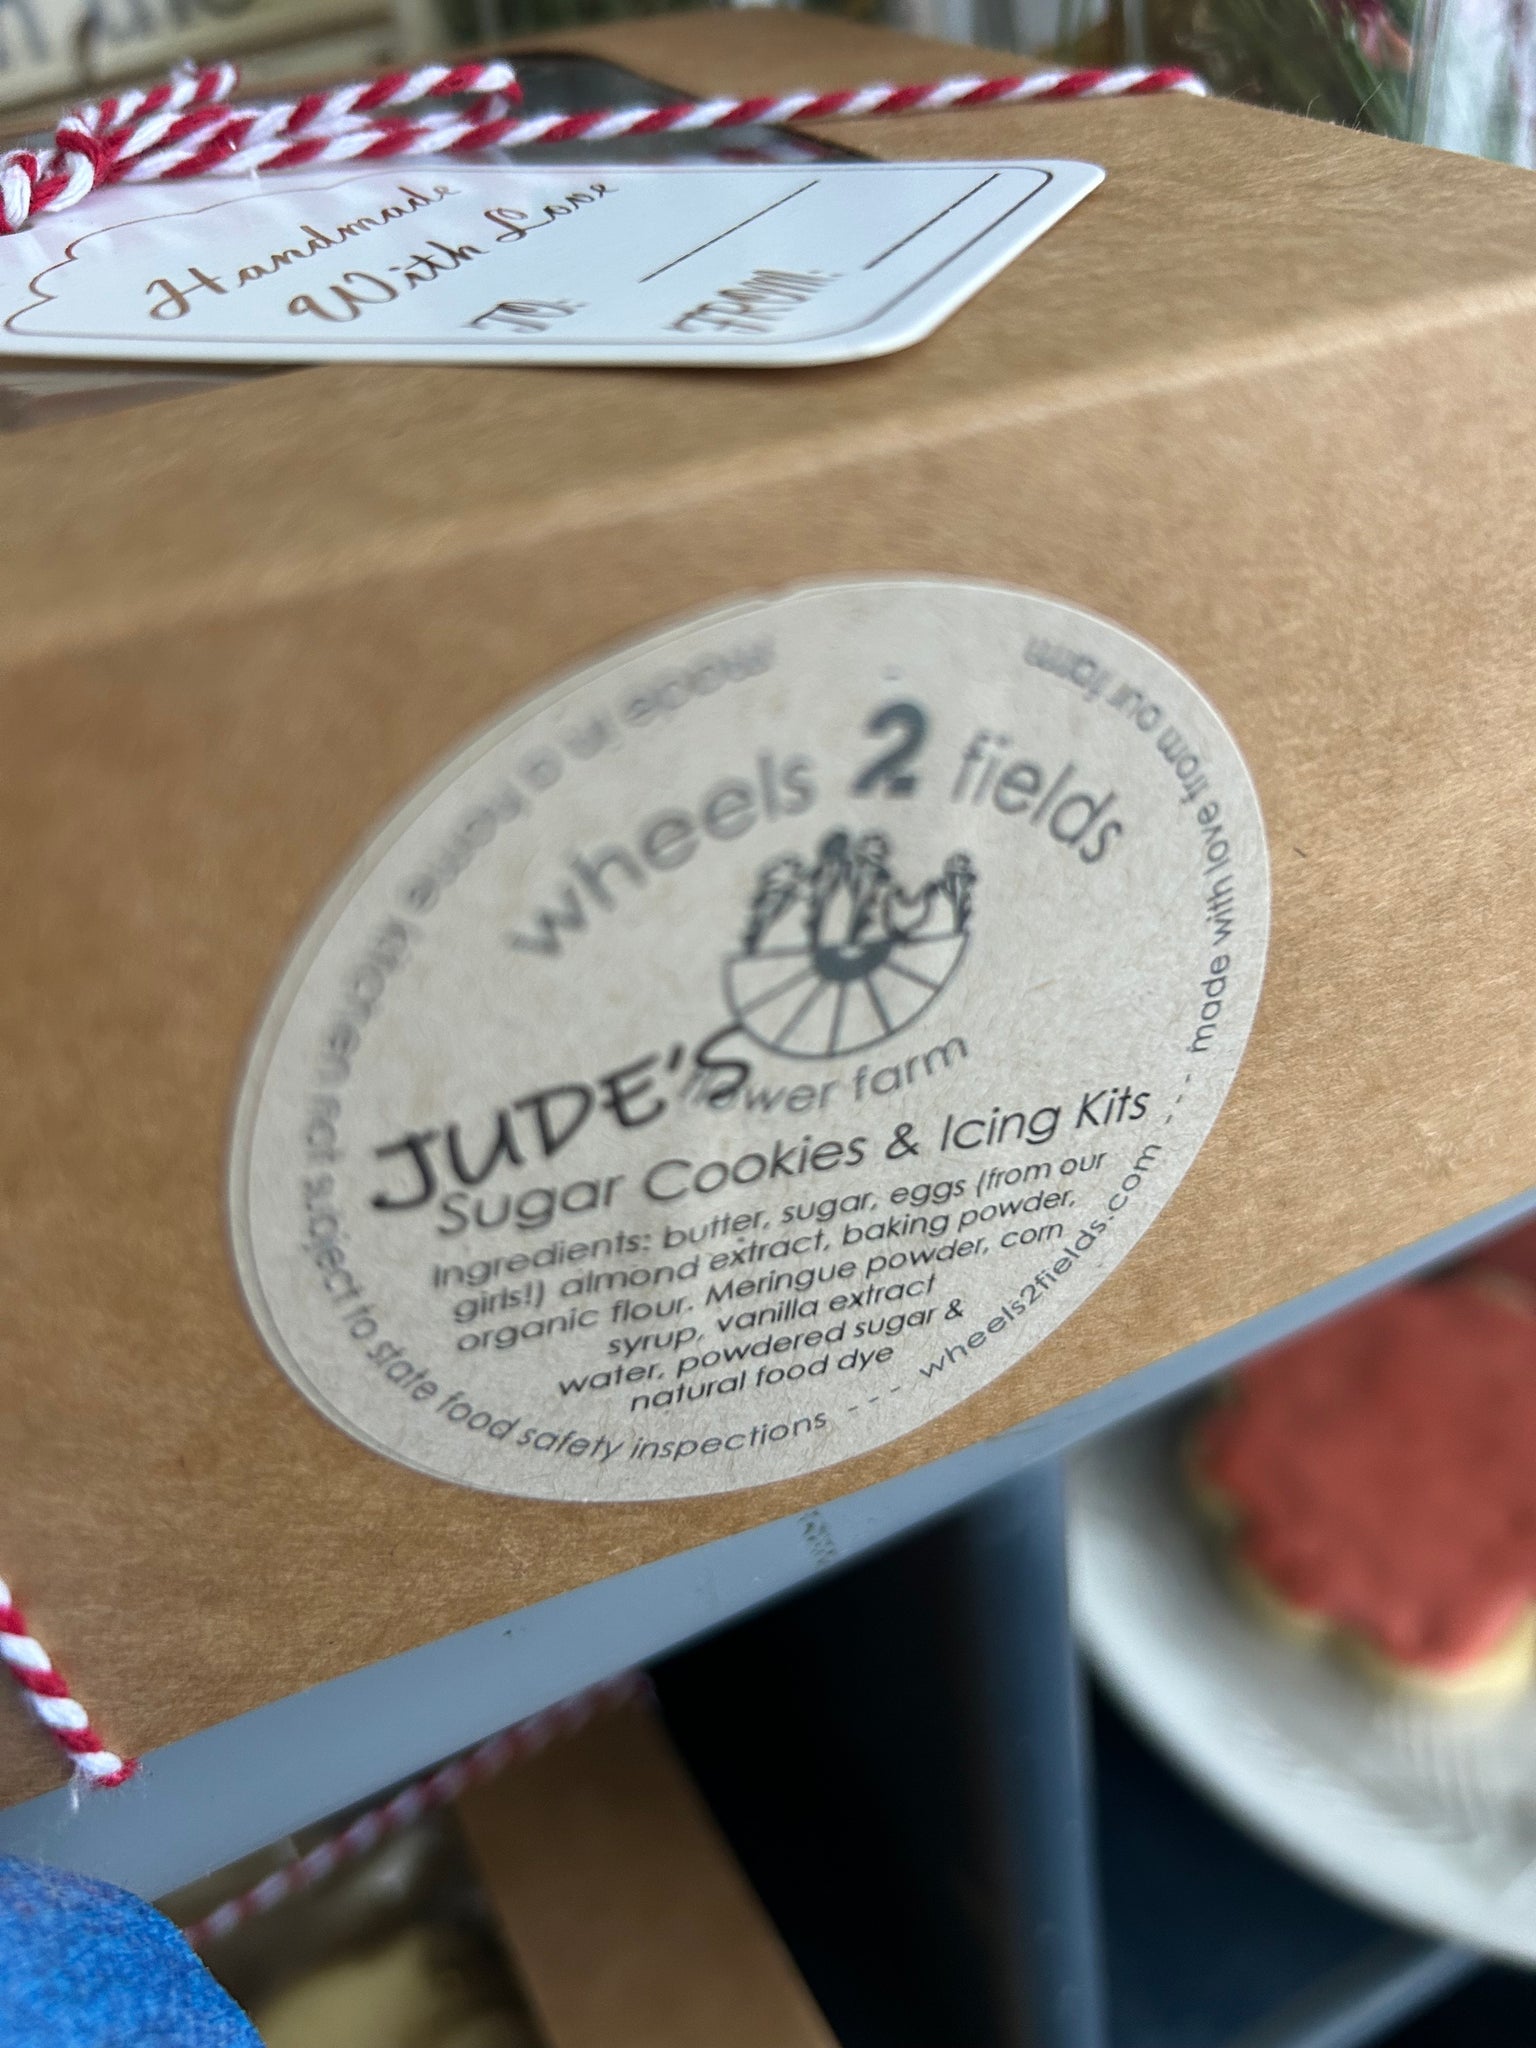 Handmade
With Love
TO:
From:
made in a home kitchen not subject to state food safety inspections --- wheels2fields.com --- made with love from our farm
wheels 2 fields
flower farm
JUDE'S
Sugar Cookies & Icing Kits
Ingredients: butter, sugar, eggs (from our
girls!) almond extract, baking powder,
organic flour. Meringue powder, corn
syrup, vanilla extract
water, powdered sugar &
natural food dye